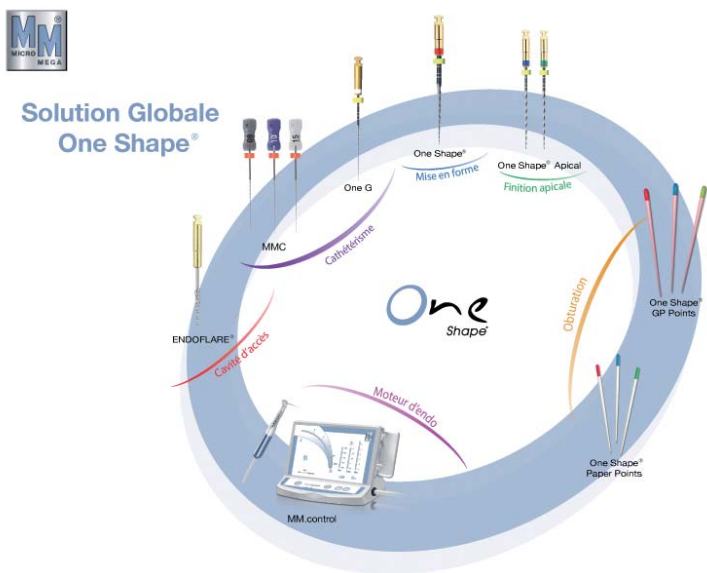 MM®
MICRO
MEGA
Solution Globale
One Shape®
One Shape®
Mise en forme
One Shape® Apical
Finition apicale
One G
MMC
Cathétérisme
ENDOFLARE®
Cavité d'accès
One
Shape®
Obturation
One Shape®
GP Points
One Shape®
Paper Points
Moteur d'endo
MM.control